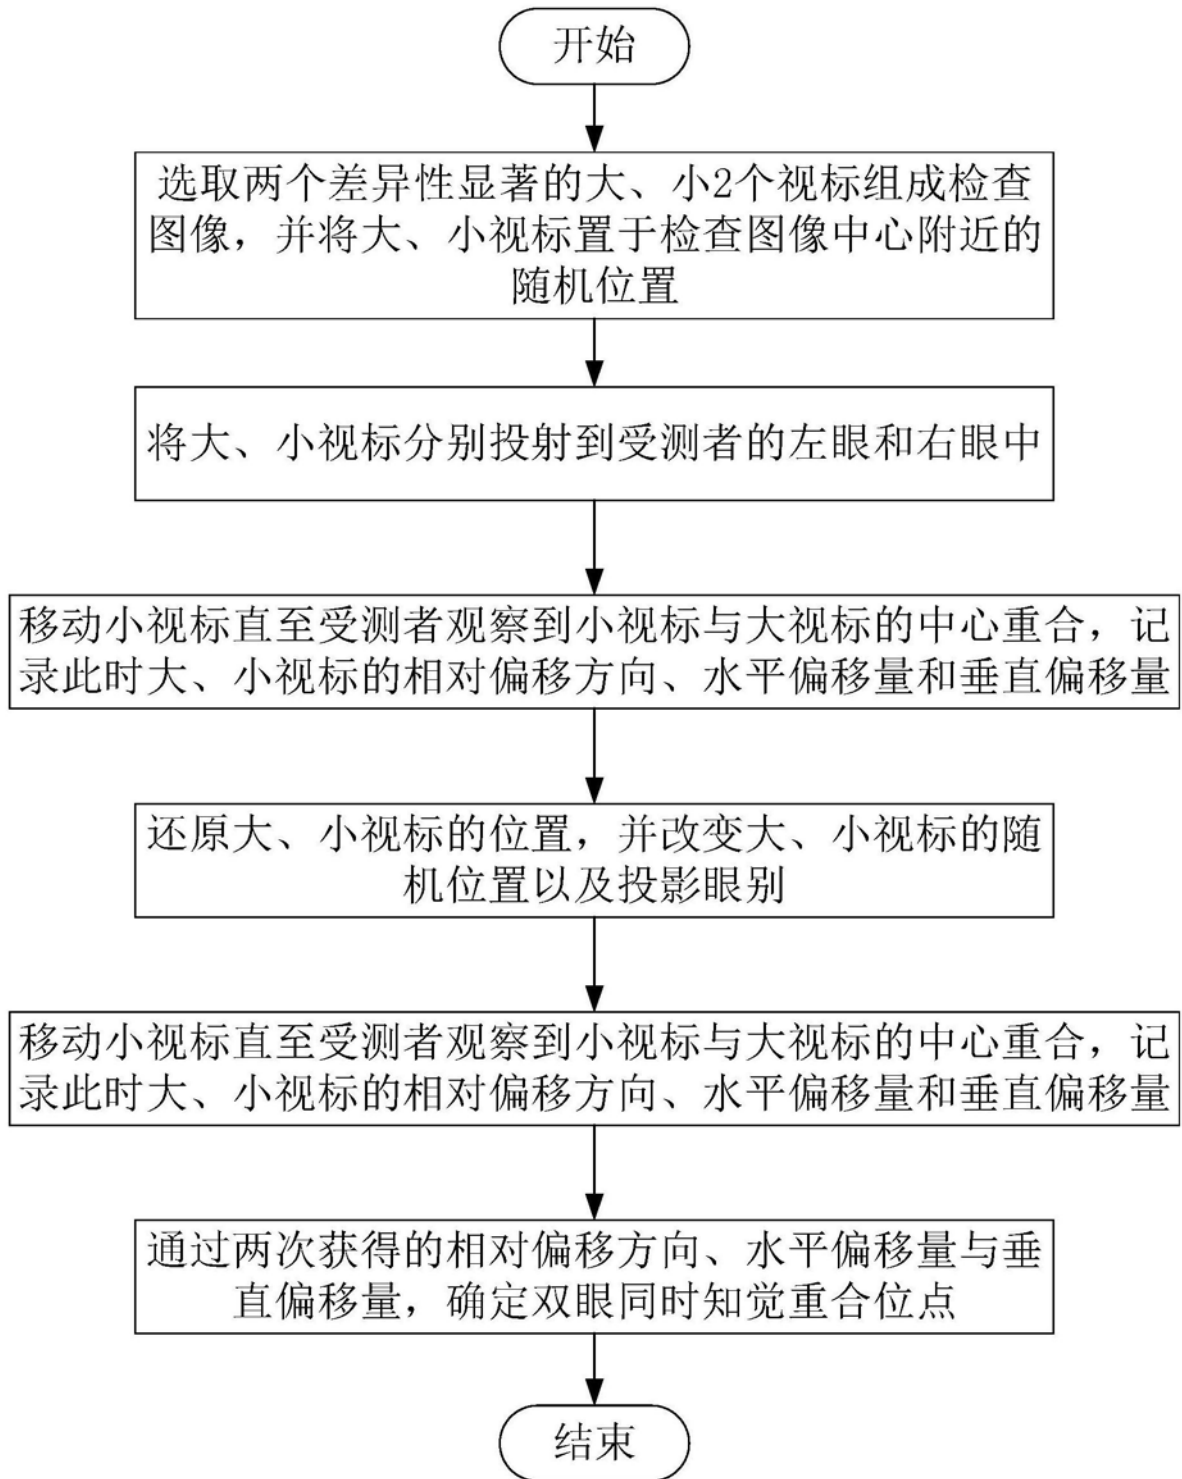 开始
选取两个差异性显著的大、小2个视标组成检查
图像，并将大、小视标置于检查图像中心附近的
随机位置
将大、小视标分别投射到受测者的左眼和右眼中
移动小视标直至受测者观察到小视标与大视标的中心重合，记
录此时大、小视标的相对偏移方向、水平偏移量和垂直偏移量
还原大、小视标的位置，并改变大、小视标的随
机位置以及投影眼别
移动小视标直至受测者观察到小视标与大视标的中心重合，记
录此时大、小视标的相对偏移方向、水平偏移量和垂直偏移量
通过两次获得的相对偏移方向、水平偏移量与垂
直偏移量，确定双眼同时知觉重合位点
结束